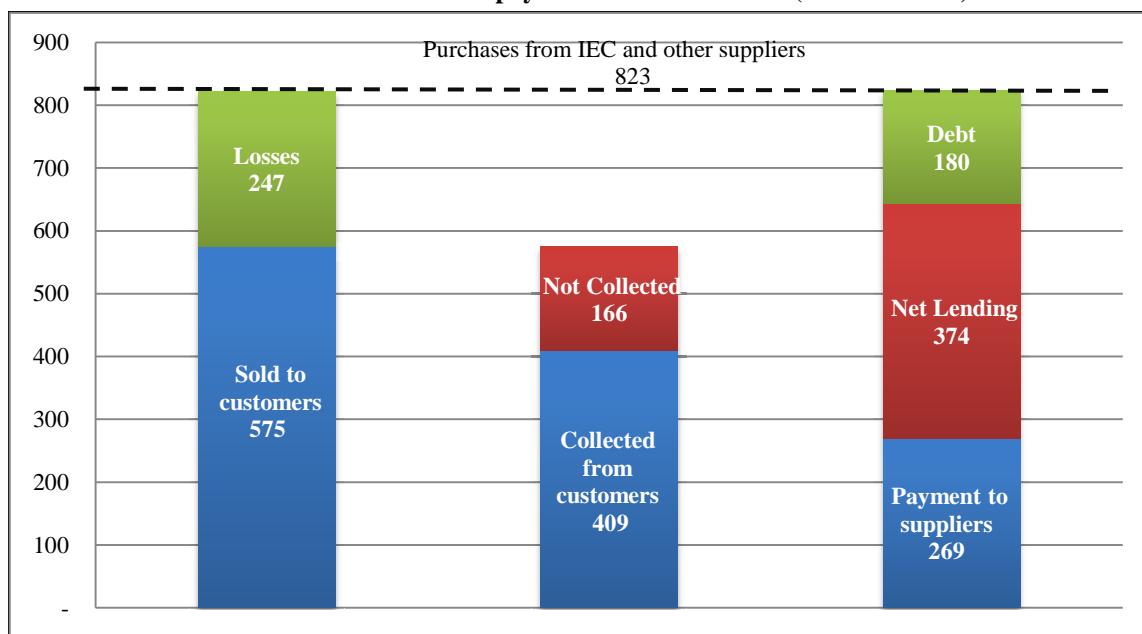 900
800
700
600
500
400
300
200
100
-
Purchases from IEC and other suppliers
823
Losses
247
Sold to
customers
575
Not Collected
166
Collected
from
customers
409
Debt
180
Net Lending
374
Payment to
suppliers
269